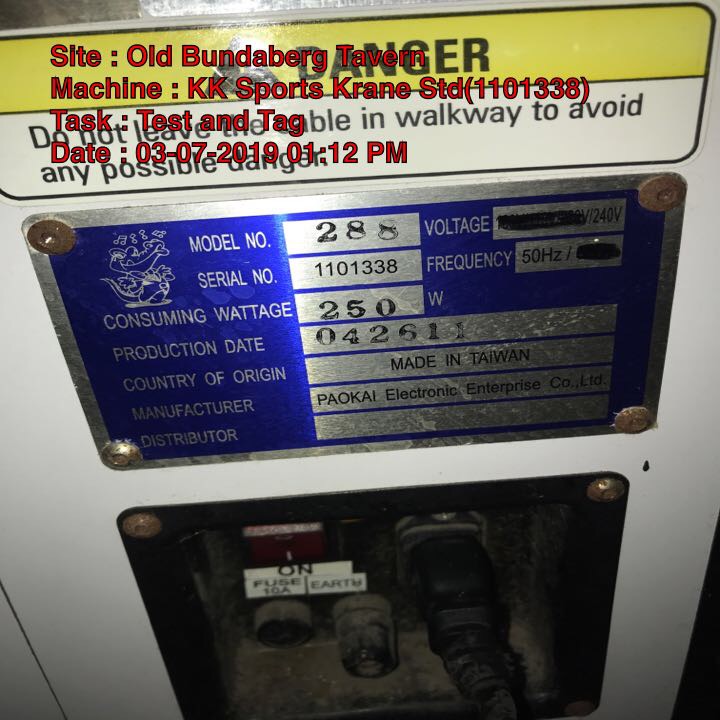 Site : Old Bundaberg Tavern
DANGER
Machine : KK Sports Krane Std(1101338)
Do not leave the cable in walkway to avoid
Task : Test and Tag
any possible danger.
Date : 03-07-2019 01:12 PM
MODEL NO. 288 VOLTAGE V/240V
SERIAL NO. 1101338 FREQUENCY 50Hz /
CONSUMING WATTAGE 250 W
PRODUCTION DATE 042611
COUNTRY OF ORIGIN MADE IN TAIWAN
MANUFACTURER PAOKAI Electronic Enterprise Co.,Ltd.
DISTRIBUTOR
ON
FUSE EARTH
10A